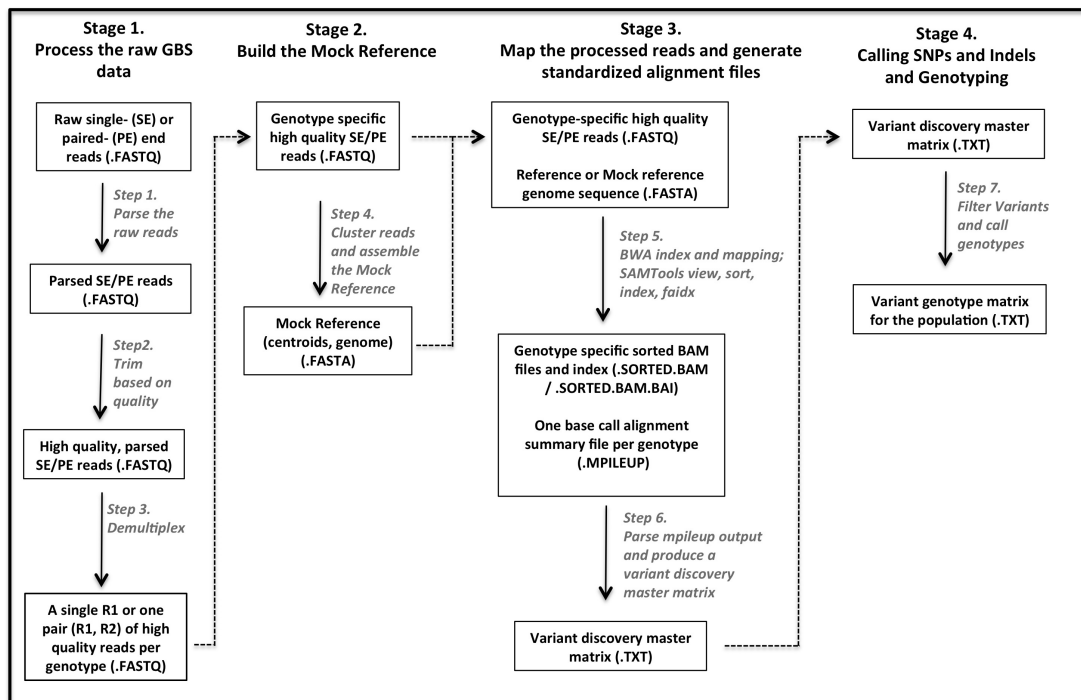 Stage 1.
Process the raw GBS
data
Raw single- (SE) or
paired- (PE) end
reads (.FASTQ)
Step 1.
Parse the
raw reads
Parsed SE/PE reads
(.FASTQ)
Step2.
Trim
based on
quality
High quality, parsed
SE/PE reads (.FASTQ)
Step 3.
Demultiplex
A single R1 or one
pair (R1, R2) of high
quality reads per
genotype (.FASTQ)
Stage 2.
Build the Mock Reference
Genotype specific
high quality SE/PE
reads (.FASTQ)
Step 4.
Cluster reads
and assemble
the Mock
Reference
Mock Reference
(centroids, genome)
(.FASTA)
Stage 3.
Map the processed reads and generate
standardized alignment files
Genotype-specific high quality
SE/PE reads (.FASTQ)
Reference or Mock reference
genome sequence (.FASTA)
Step 5.
BWA index and mapping;
SAMTools view, sort,
index, faidx
Genotype specific sorted BAM
files and index (.SORTED.BAM
/ .SORTED.BAM.BAI)
One base call alignment
summary file per genotype
(.MPILEUP)
Step 6.
Parse mpileup output
and produce a
variant discovery
master matrix
Variant discovery master
matrix (.TXT)
Stage 4.
Calling SNPs and Indels
and Genotyping
Variant discovery master
matrix (.TXT)
Step 7.
Filter Variants
and call
genotypes
Variant genotype matrix
for the population (.TXT)